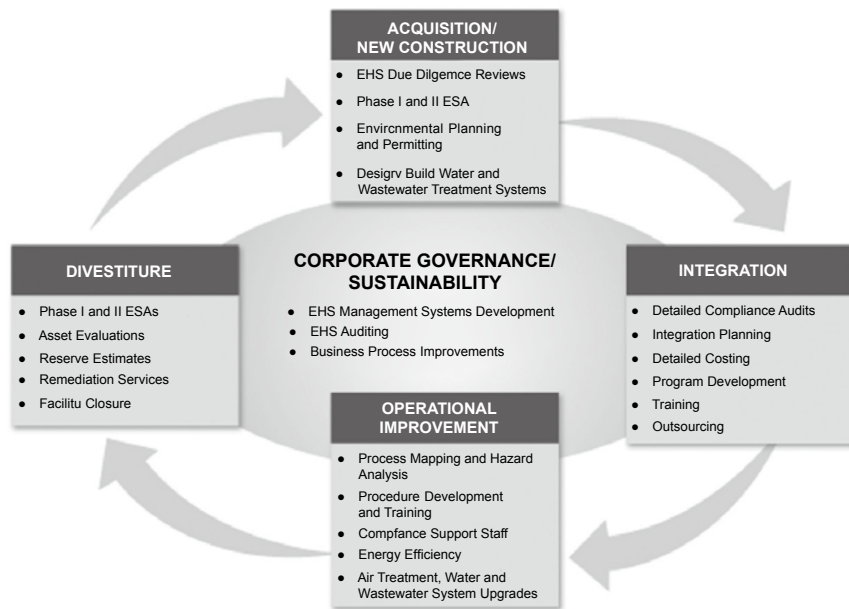 ACQUISITION/
NEW CONSTRUCTION
● EHS Due Dilgemce Reviews
● Phase I and II ESA
● Envircnmental Planning
and Permitting
● Desigrv Build Water and
Wastewater Treatment Systems
DIVESTITURE
● Phase I and II ESAs
● Asset Evaluations
● Reserve Estimates
● Remediation Services
● Facilitu Closure
CORPORATE GOVERNANCE/
SUSTAINABILITY
● EHS Management Systems Development
● EHS Auditing
● Business Process Improvements
INTEGRATION
● Detailed Compliance Audits
● Integration Planning
● Detailed Costing
● Program Development
● Training
● Outsourcing
OPERATIONAL
IMPROVEMENT
● Process Mapping and Hazard
Analysis
● Procedure Development
and Training
● Compfance Support Staff
● Energy Efficiency
● Air Treatment, Water and
Wastewater System Upgrades